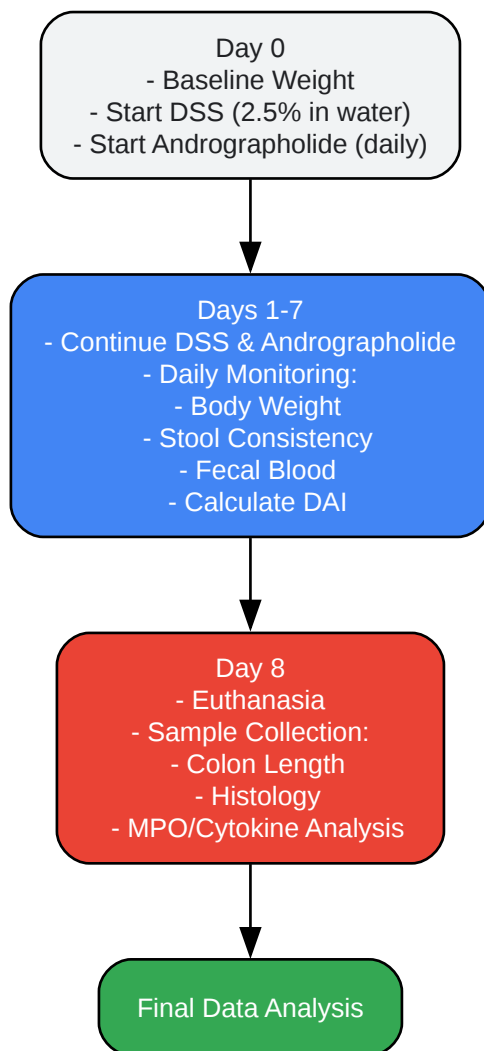 Day 0
- Baseline Weight
- Start DSS (2.5% in water)
- Start Andrographolide (daily)
Days 1-7
- Continue DSS & Andrographolide
- Daily Monitoring:
- Body Weight
- Stool Consistency
- Fecal Blood
- Calculate DAI
Day 8
- Euthanasia
- Sample Collection:
- Colon Length
- Histology
- MPO/Cytokine Analysis
Final Data Analysis